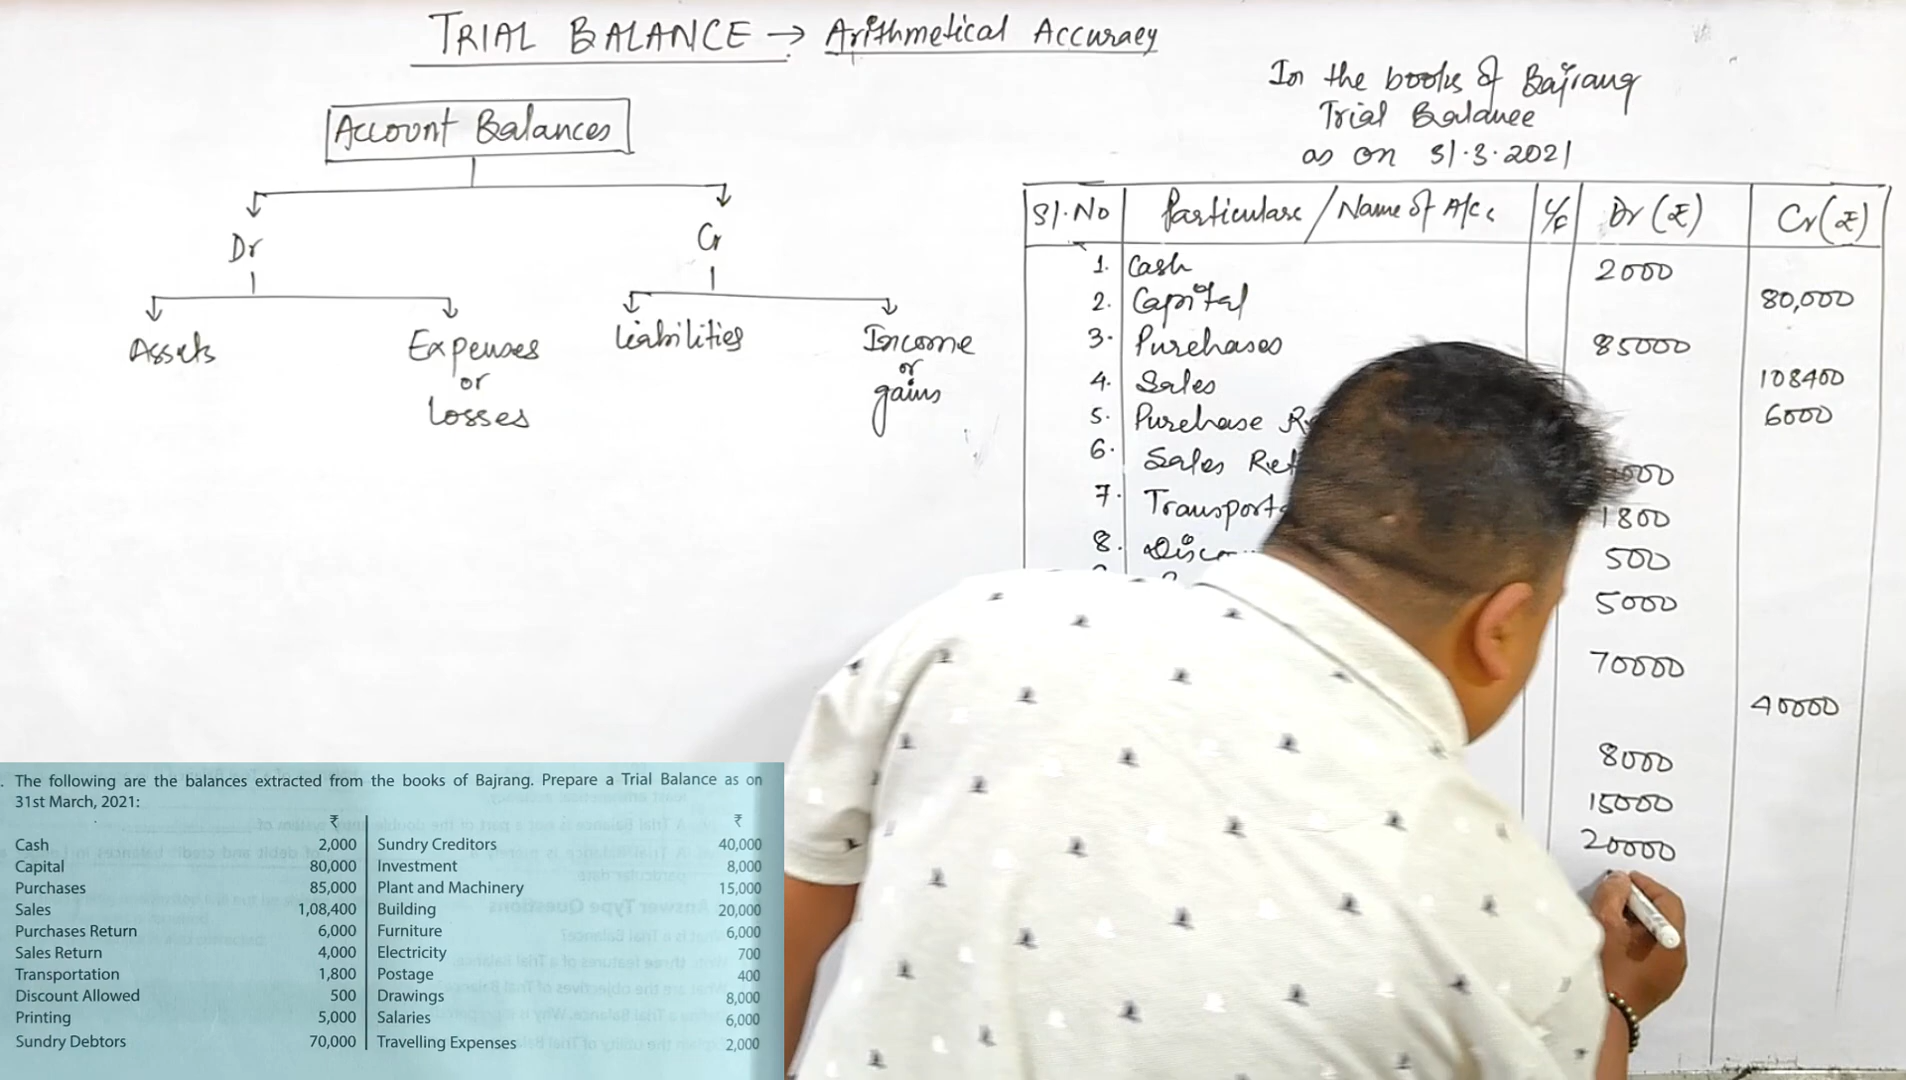 TRIAL BALANCE → Arithmetical Accuracy
Account Balances
Dr
Cr
Assets
Expenses
or
Losses
Liabilities
Income
or
gains
In the books of Bajrang
Trial Balance
as on 31.3.2021
Sl.No Particulars / Name of A/Cs L/F Dr (₹) Cr (₹)
1. Cash 2000
2. Capital 80,000
3. Purchases 85000
4. Sales 108400
5. Purchase 6000
6. Sales 000
7. 1800
8. 500
5000
70000
40000
8000
15000
20000
. The following are the balances extracted from the books of Bajrang. Prepare a Trial Balance as on
31st March, 2021:
₹ ₹
Cash 2,000 Sundry Creditors 40,000
Capital 80,000 Investment 8,000
Purchases 85,000 Plant and Machinery 15,000
Sales 1,08,400 Building 20,000
Purchases Return 6,000 Furniture 6,000
Sales Return 4,000 Electricity 700
Transportation 1,800 Postage 400
Discount Allowed 500 Drawings 8,000
Printing 5,000 Salaries 6,000
Sundry Debtors 70,000 Travelling Expenses 2,000